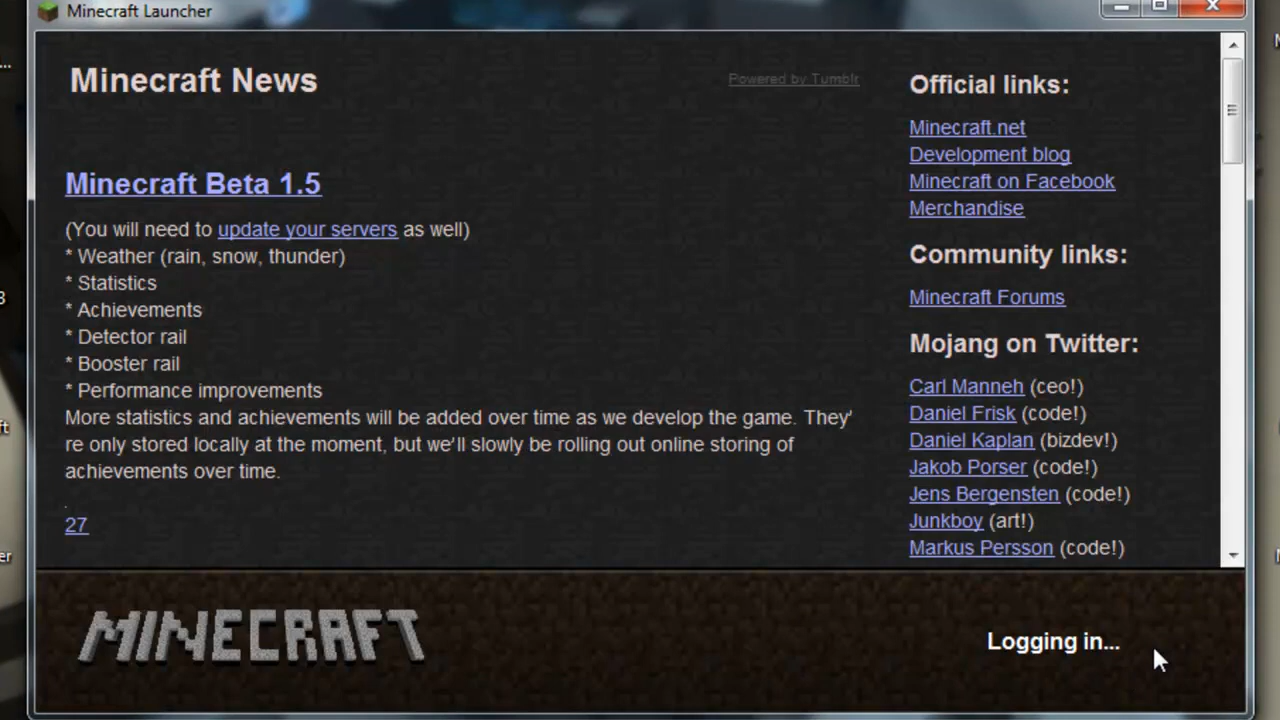 Minecraft Launcher
Minecraft News
Powered by Tumblr
Minecraft Beta 1.5
(You will need to update your servers as well)
* Weather (rain, snow, thunder)
* Statistics
* Achievements
* Detector rail
* Booster rail
* Performance improvements
More statistics and achievements will be added over time as we develop the game. They'
re only stored locally at the moment, but we'll slowly be rolling out online storing of
achievements over time.
.
27
Official links:
Minecraft.net
Development blog
Minecraft on Facebook
Merchandise
Community links:
Minecraft Forums
Mojang on Twitter:
Carl Manneh (ceo!)
Daniel Frisk (code!)
Daniel Kaplan (bizdev!)
Jakob Porser (code!)
Jens Bergensten (code!)
Junkboy (art!)
Markus Persson (code!)
MINECRAFT
Logging in...